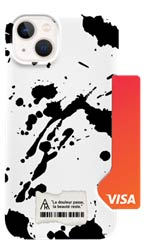 "La douleur passe,
la beauté reste."
VISA